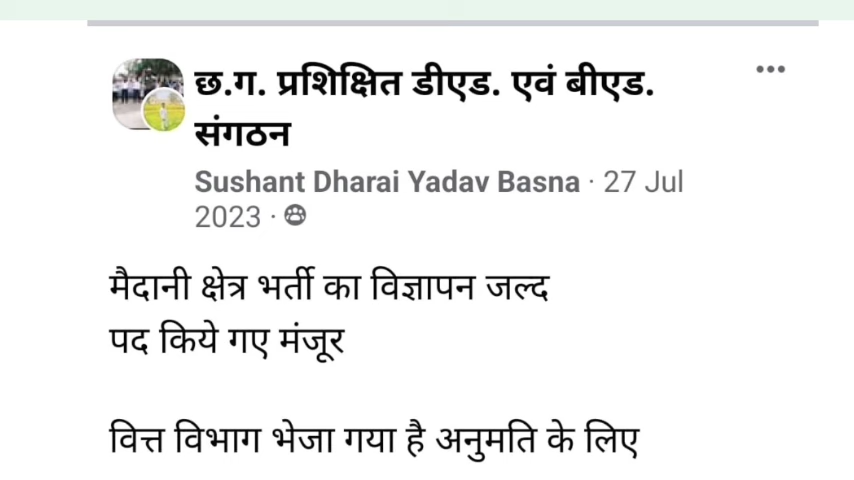 छ.ग. प्रशिक्षित डीएड. एवं बीएड.
संगठन
Sushant Dharai Yadav Basna · 27 Jul
2023 ·
मैदानी क्षेत्र भर्ती का विज्ञापन जल्द
पद किये गए मंजूर
वित्त विभाग भेजा गया है अनुमति के लिए